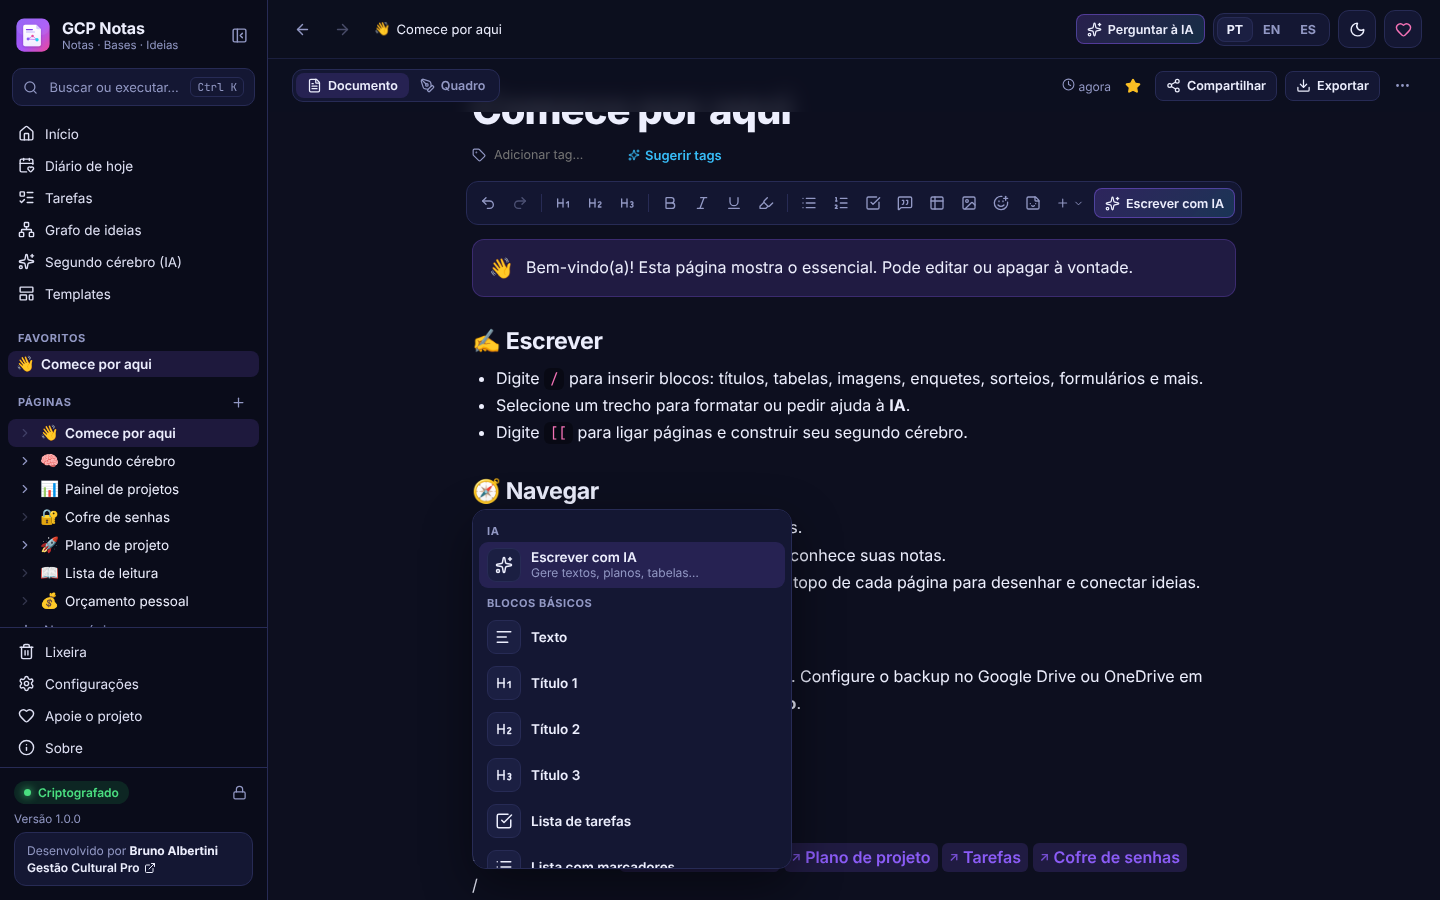 GCP Notas
Notas · Bases · Ideias
Buscar ou executar... Ctrl K
Início
Diário de hoje
Tarefas
Grafo de ideias
Segundo cérebro (IA)
Templates
FAVORITOS
👋 Comece por aqui
PÁGINAS
👋 Comece por aqui
🧠 Segundo cérebro
📊 Painel de projetos
🔐 Cofre de senhas
🚀 Plano de projeto
📖 Lista de leitura
💰 Orçamento pessoal
Lixeira
Configurações
Apoie o projeto
Sobre
Criptografado
Versão 1.0.0
Desenvolvido por Bruno Albertini
Gestão Cultural Pro
👋 Comece por aqui
Perguntar à IA PT EN ES
Documento Quadro
agora Compartilhar Exportar
Comece por aqui
Adicionar tag... Sugerir tags
H1 H2 H3 B I U Escrever com IA
👋 Bem-vindo(a)! Esta página mostra o essencial. Pode editar ou apagar à vontade.
✍️ Escrever
• Digite / para inserir blocos: títulos, tabelas, imagens, enquetes, sorteios, formulários e mais.
• Selecione um trecho para formatar ou pedir ajuda à IA.
• Digite [[ para ligar páginas e construir seu segundo cérebro.
🧭 Navegar
s.
conhece suas notas.
topo de cada página para desenhar e conectar ideias.
. Configure o backup no Google Drive ou OneDrive em
.
IA
Escrever com IA
Gere textos, planos, tabelas...
BLOCOS BÁSICOS
Texto
H1 Título 1
H2 Título 2
H3 Título 3
Lista de tarefas
Lista com marcadores
Plano de projeto Tarefas Cofre de senhas
/